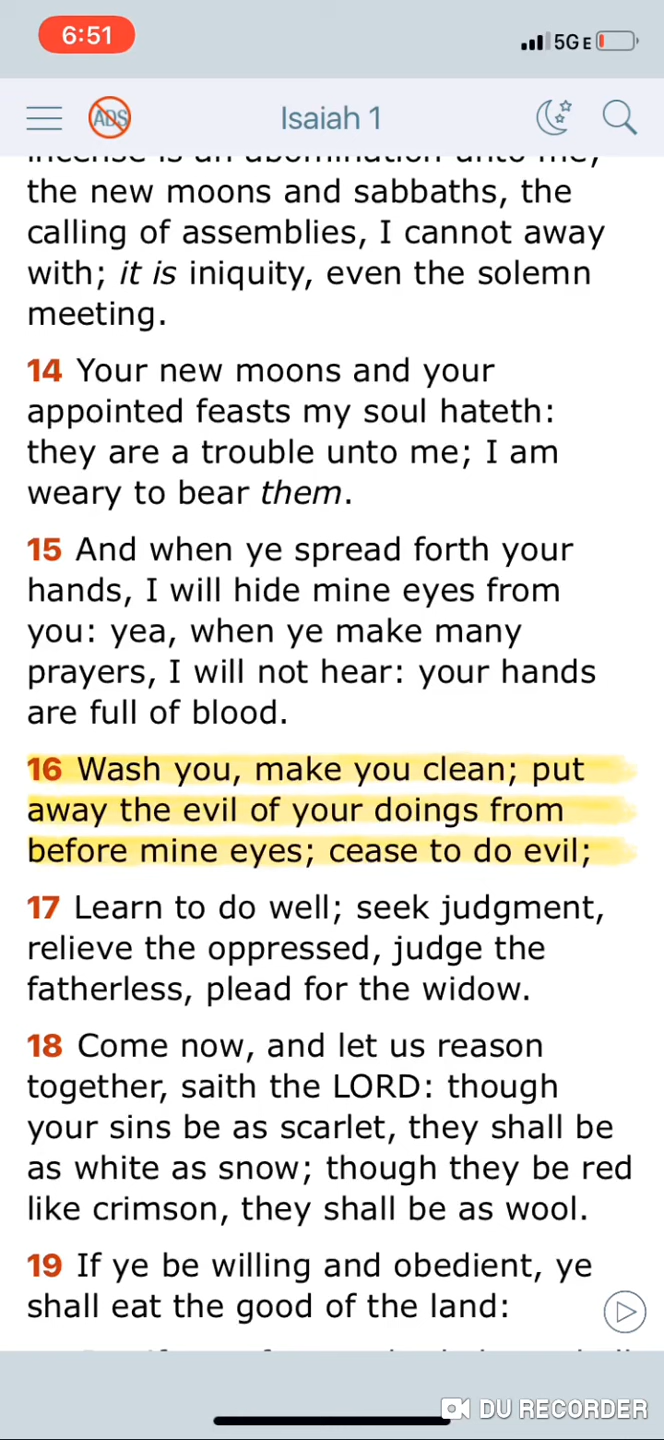 6:51
5G E
ADS
Isaiah 1
incense is an abomination unto me;
the new moons and sabbaths, the
calling of assemblies, I cannot away
with; it is iniquity, even the solemn
meeting.
14 Your new moons and your
appointed feasts my soul hateth:
they are a trouble unto me; I am
weary to bear them.
15 And when ye spread forth your
hands, I will hide mine eyes from
you: yea, when ye make many
prayers, I will not hear: your hands
are full of blood.
16 Wash you, make you clean; put
away the evil of your doings from
before mine eyes; cease to do evil;
17 Learn to do well; seek judgment,
relieve the oppressed, judge the
fatherless, plead for the widow.
18 Come now, and let us reason
together, saith the LORD: though
your sins be as scarlet, they shall be
as white as snow; though they be red
like crimson, they shall be as wool.
19 If ye be willing and obedient, ye
shall eat the good of the land:
DU RECORDER